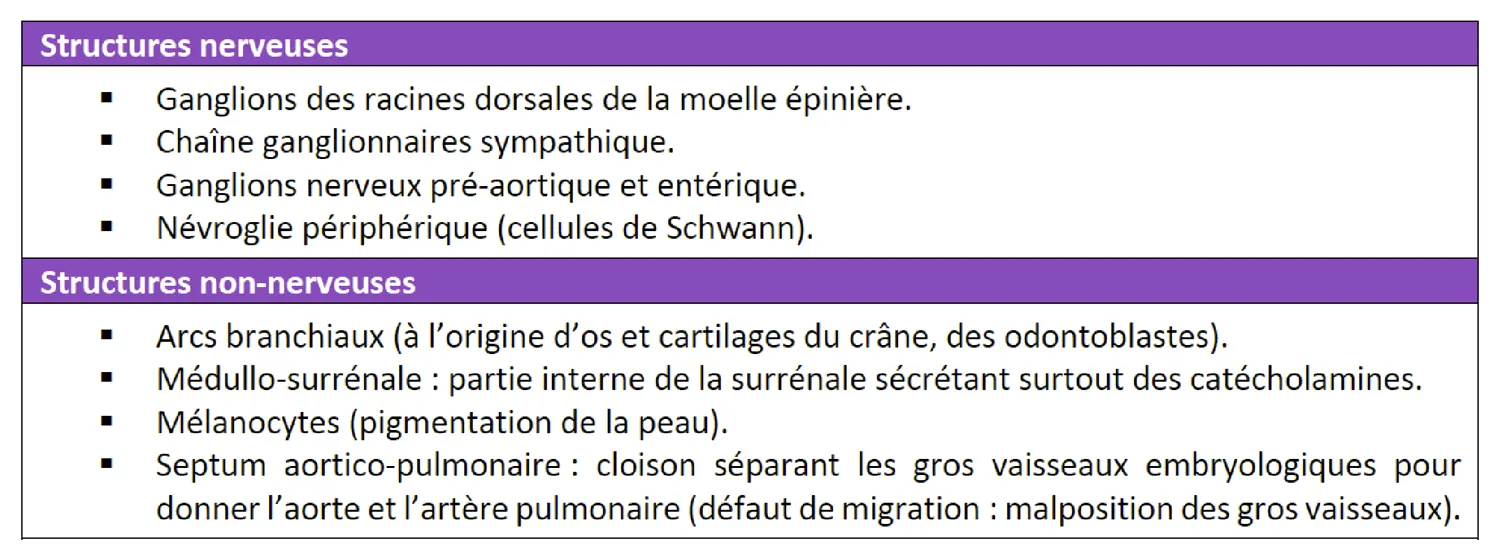 Structures nerveuses
▪ Ganglions des racines dorsales de la moelle épinière.
▪ Chaîne ganglionnaires sympathique.
▪ Ganglions nerveux pré-aortique et entérique.
▪ Névroglie périphérique (cellules de Schwann).
Structures non-nerveuses
▪ Arcs branchiaux (à l’origine d’os et cartilages du crâne, des odontoblastes).
▪ Médullo-surrénale : partie interne de la surrénale sécrétant surtout des catécholamines.
▪ Mélanocytes (pigmentation de la peau).
▪ Septum aortico-pulmonaire : cloison séparant les gros vaisseaux embryologiques pour
donner l’aorte et l’artère pulmonaire (défaut de migration : malposition des gros vaisseaux).